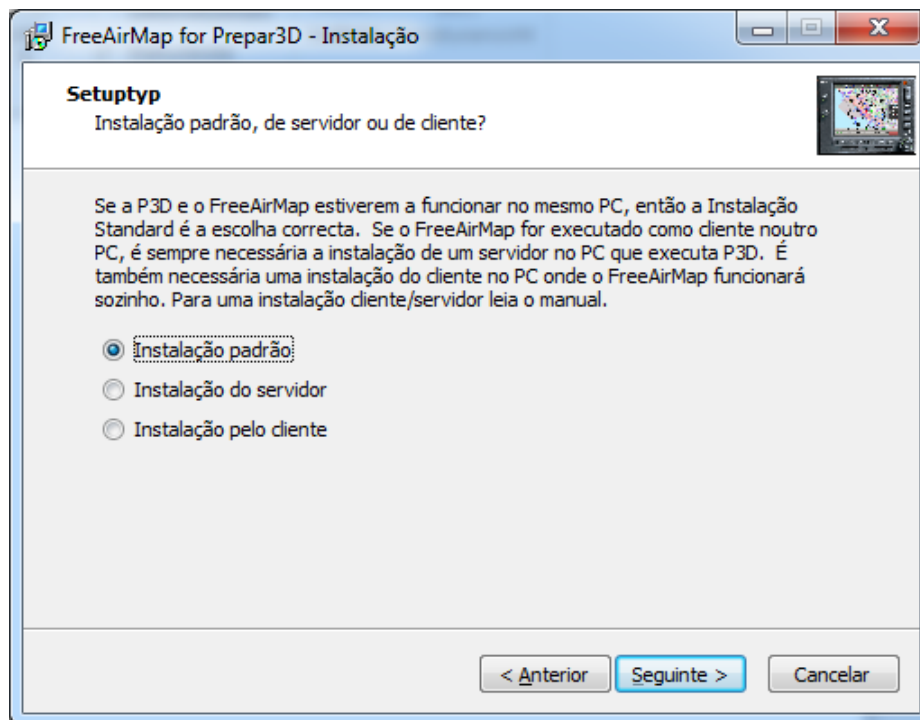 FreeAirMap for Prepar3D - Instalação
Setuptyp
Instalação padrão, de servidor ou de cliente?
Se a P3D e o FreeAirMap estiverem a funcionar no mesmo PC, então a Instalação
Standard é a escolha correcta.  Se o FreeAirMap for executado como cliente noutro
PC, é sempre necessária a instalação de um servidor no PC que executa P3D.  É
também necessária uma instalação do cliente no PC onde o FreeAirMap funcionará
sozinho. Para uma instalação cliente/servidor leia o manual.
Instalação padrão
Instalação do servidor
Instalação pelo cliente
< Anterior
Seguinte >
Cancelar